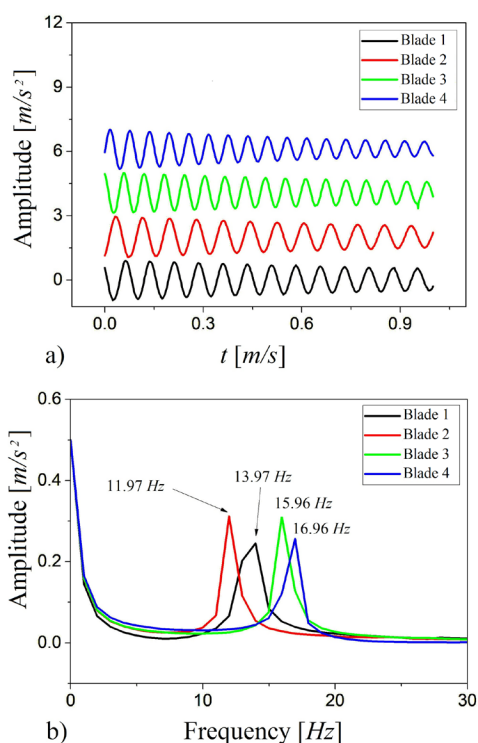 12
9
6
3
0
Amplitude [m/s²]
Blade 1
Blade 2
Blade 3
Blade 4
0.0 0.3 0.6 0.9
a) t [m/s]
0.6
0.4
0.2
0.0
Amplitude [m/s²]
Blade 1
Blade 2
Blade 3
Blade 4
13.97 Hz
11.97 Hz
15.96 Hz
16.96 Hz
0 10 20 30
b) Frequency [Hz]